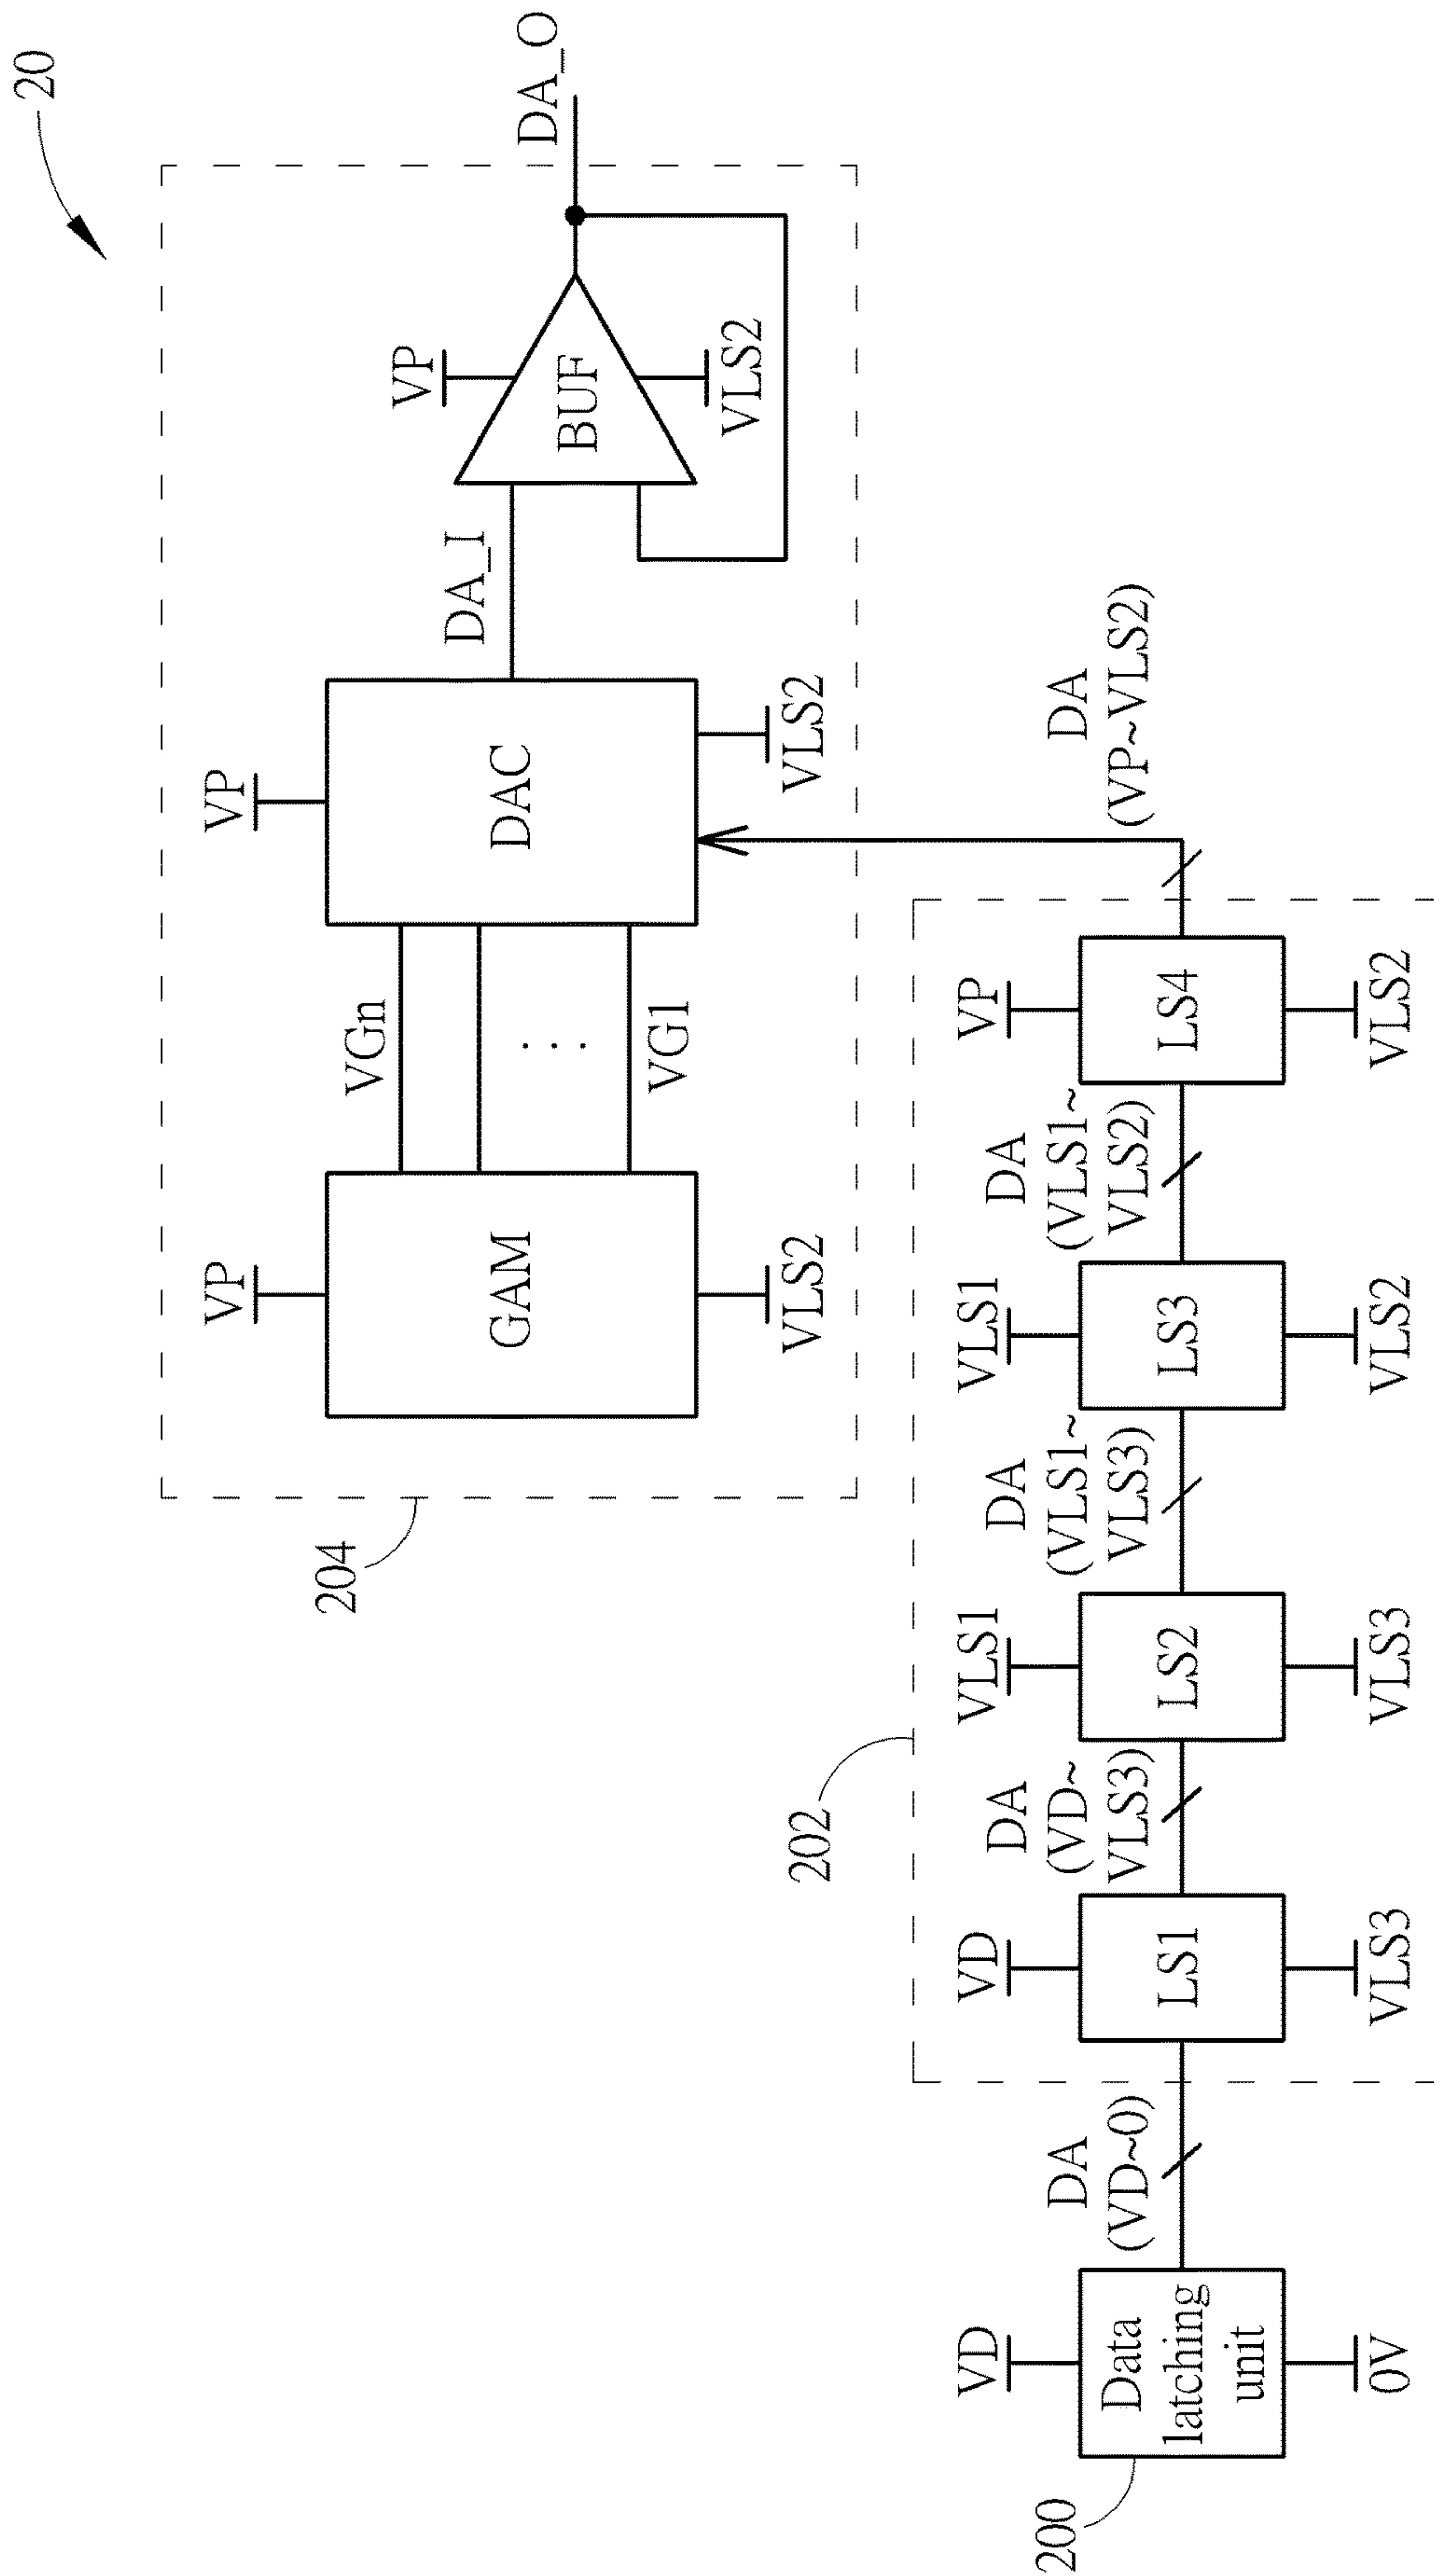 20
VP
VP
VP
GAM
VGn
. . .
VG1
DAC
DA_I
BUF
DA_O
VLS2
VLS2
VLS2
204
202
VD
Data
latching
unit
0V
200
DA
(VD~0)
VD
LS1
VLS3
DA
(VD~
VLS3)
VLS1
LS2
VLS3
DA
(VLS1~
VLS3)
VLS1
LS3
VLS2
DA
(VLS1~
VLS2)
VP
LS4
VLS2
DA
(VP~VLS2)